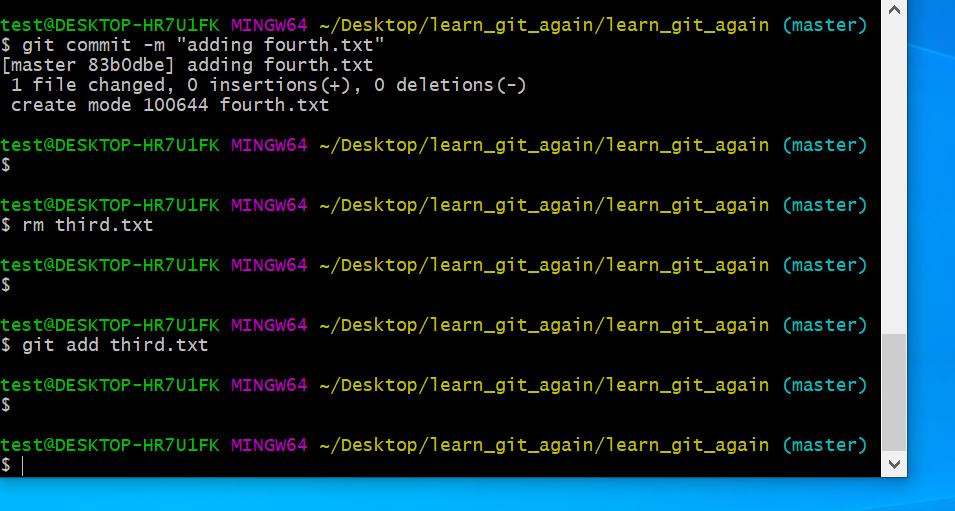 test@DESKTOP-HR7U1FK MINGW64 ~/Desktop/learn_git_again/learn_git_again (master)
$ git commit -m "adding fourth.txt"
[master 83b0dbe] adding fourth.txt
 1 file changed, 0 insertions(+), 0 deletions(-)
 create mode 100644 fourth.txt
test@DESKTOP-HR7U1FK MINGW64 ~/Desktop/learn_git_again/learn_git_again (master)
$
test@DESKTOP-HR7U1FK MINGW64 ~/Desktop/learn_git_again/learn_git_again (master)
$ rm third.txt
test@DESKTOP-HR7U1FK MINGW64 ~/Desktop/learn_git_again/learn_git_again (master)
$
test@DESKTOP-HR7U1FK MINGW64 ~/Desktop/learn_git_again/learn_git_again (master)
$ git add third.txt
test@DESKTOP-HR7U1FK MINGW64 ~/Desktop/learn_git_again/learn_git_again (master)
$
test@DESKTOP-HR7U1FK MINGW64 ~/Desktop/learn_git_again/learn_git_again (master)
$